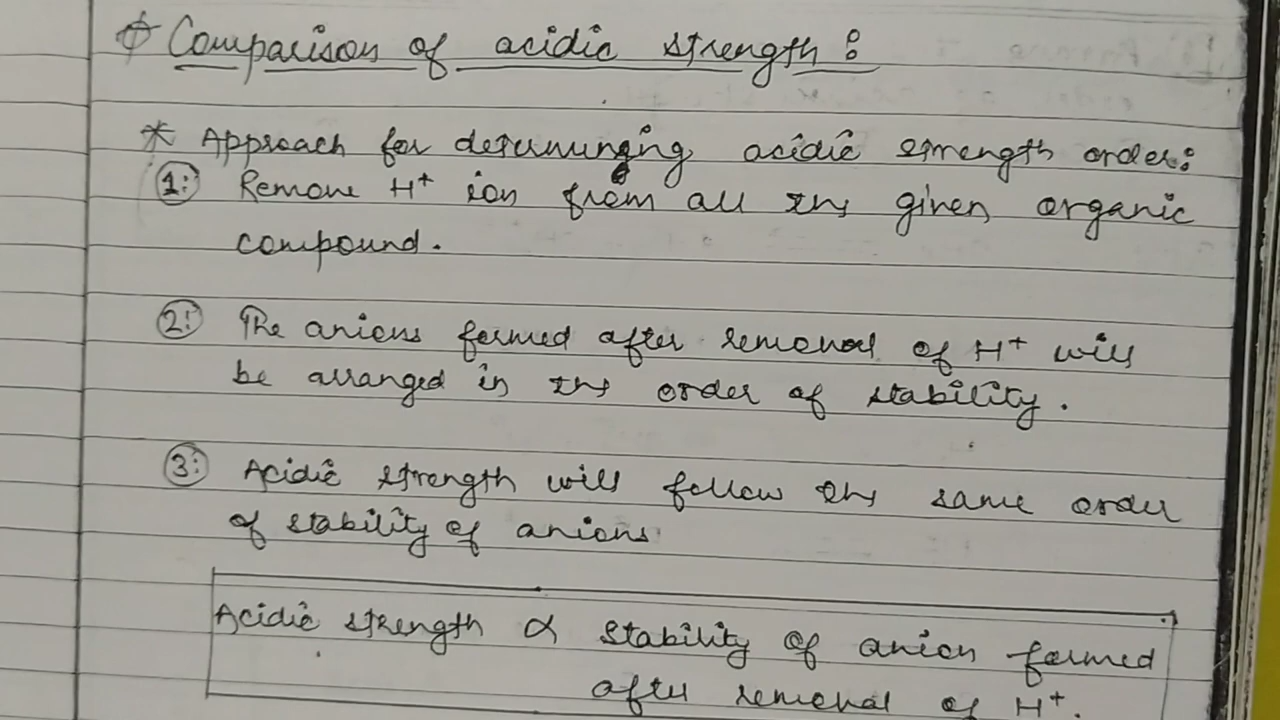 Comparison of acidic strength :
* Approach for determining acidic strength order:
1: Remove H⁺ ion from all the given organic
compound.
2: The anions formed after removal of H⁺ will
be arranged in the order of stability.
3: Acidic strength will follow the same order
of stability of anions
Acidic strength ∝ Stability of anion formed
after removal of H⁺.